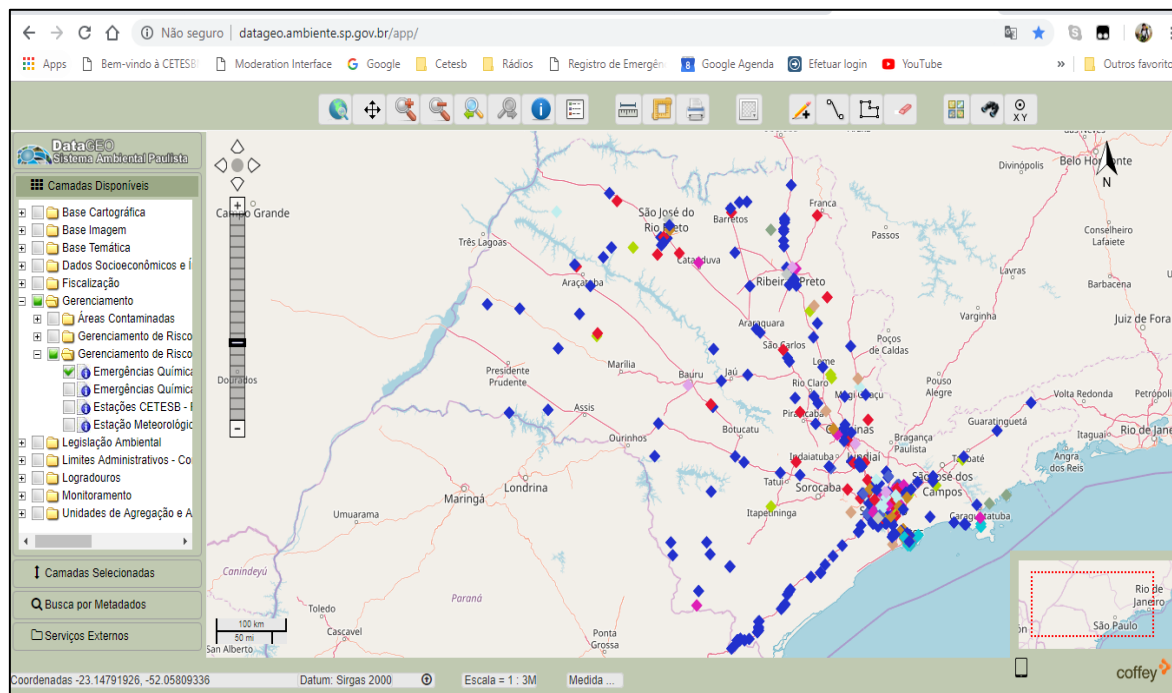 Não seguro | datageo.ambiente.sp.gov.br/app/
Apps Bem-vindo à CETESB Moderation Interface Google Cetesb Rádios Registro de Emergên 8 Google Agenda Efetuar login YouTube » Outros favorito
X Y
DataGEO
Sistema Ambiental Paulista
Camadas Disponíveis
Base Cartográfica
Base Imagem
Base Temática
Dados Socioeconômicos e Í
Fiscalização
Gerenciamento
Áreas Contaminadas
Gerenciamento de Risco
Gerenciamento de Risco
Emergências Química
Emergências Química
Estações CETESB -
Estação Meteorológic
Legislação Ambiental
Limites Administrativos - Co
Logradouros
Monitoramento
Unidades de Agregação e A
Camadas Selecionadas
Busca por Metadados
Serviços Externos
Divinópolis
Belo Horizonte
N
Campo Grande
São José do
Rio Preto
Barretos
Franca
Passos
Conselheiro
Lafaiete
Três Lagoas
Catanduva
Lavras
Araçatuba
Ribeirão Preto
Barbacena
Varginha
Juiz de Fora
Araraquara
São Carlos
Poços
de Caldas
Leme
Marília
Presidente
Prudente
Bauru
Jaú
Rio Claro
Mogi Guaçu
Pouso
Alegre
Dourados
Volta Redonda
Petrópoli
Assis
Piracicaba
Guaratinguetá
Botucatu
Campinas
Ourinhos
Bragança
Paulista
Itaguaí
Rio de Jane
Indaiatuba
Jundiaí
Taubaté
Angra
dos Reis
Tatuí
Sorocaba
São José dos
Campos
Londrina
Maringá
Itapetininga
Caraguatatuba
Umuarama
Canindeyú
Paraná
Toledo
Cascavel
Ponta
Grossa
San Alberto
100 km
50 mi
Rio de
Janeiro
São Paulo
Coordenadas -23.14791926, -52.05809336
Datum: Sirgas 2000
Escala = 1 : 3M
Medida ...
coffey